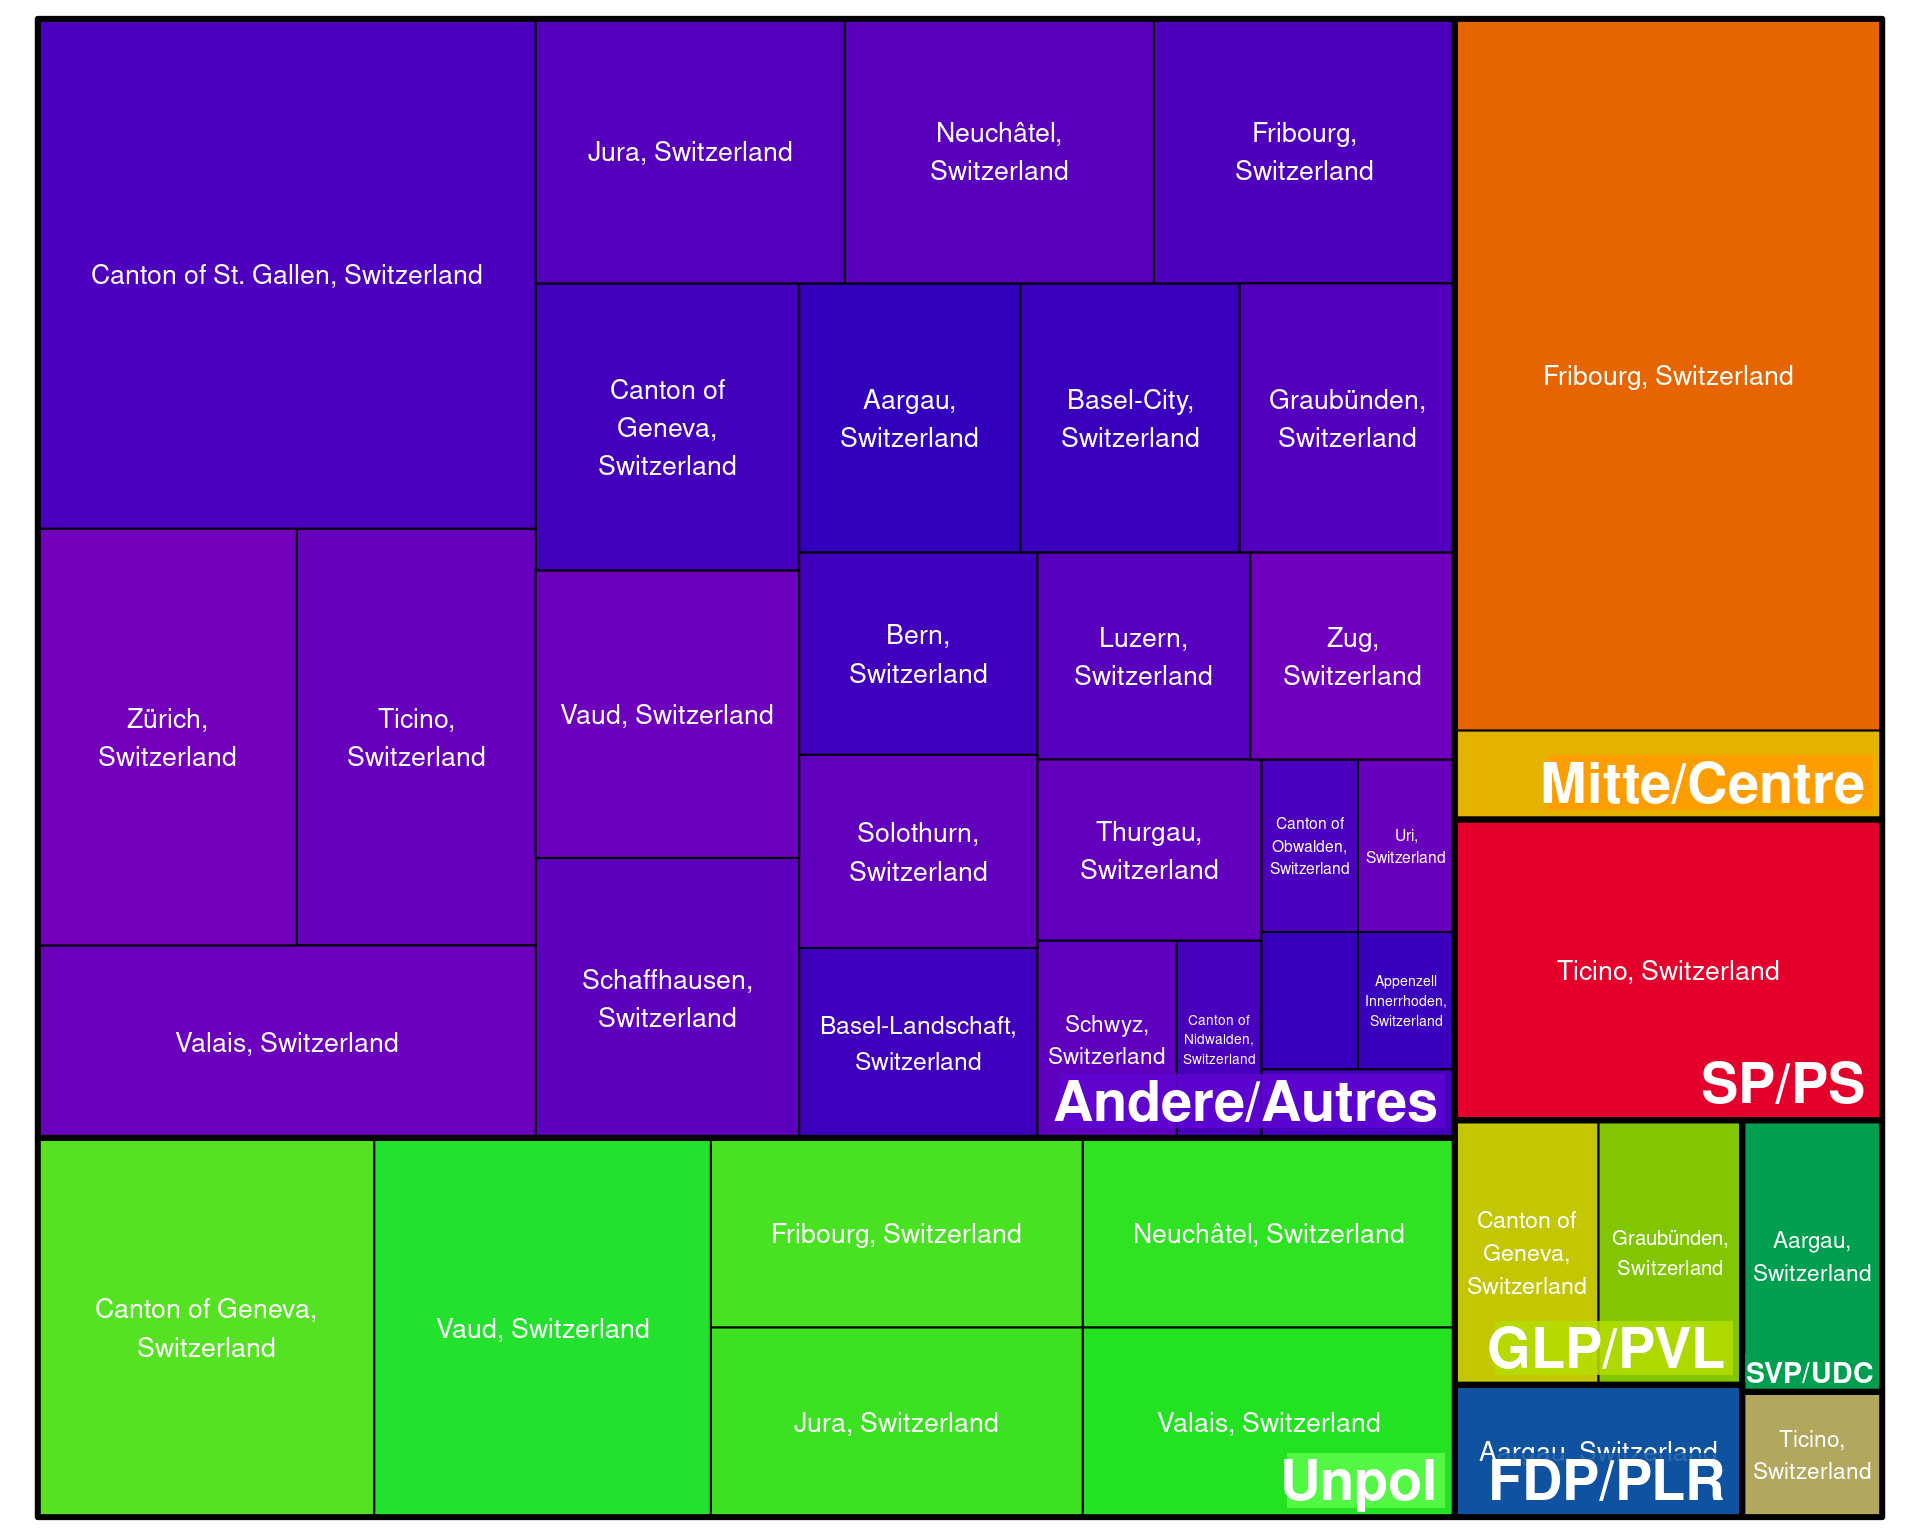 Canton of St. Gallen, Switzerland
Jura, Switzerland
Neuchâtel,
Switzerland
Fribourg,
Switzerland
Canton of
Geneva,
Switzerland
Aargau,
Switzerland
Basel-City,
Switzerland
Graubünden,
Switzerland
Zürich,
Switzerland
Ticino,
Switzerland
Vaud, Switzerland
Bern,
Switzerland
Luzern,
Switzerland
Zug,
Switzerland
Solothurn,
Switzerland
Thurgau,
Switzerland
Canton of
Obwalden,
Switzerland
Uri,
Switzerland
Valais, Switzerland
Schaffhausen,
Switzerland
Basel-Landschaft,
Switzerland
Schwyz,
Switzerland
Canton of
Nidwalden,
Switzerland
Appenzell
Innerrhoden,
Switzerland
Andere/Autres
Canton of Geneva,
Switzerland
Vaud, Switzerland
Fribourg, Switzerland
Neuchâtel, Switzerland
Jura, Switzerland
Valais, Switzerland
Unpol
Fribourg, Switzerland
Mitte/Centre
Ticino, Switzerland
SP/PS
Canton of
Geneva,
Switzerland
Graubünden,
Switzerland
GLP/PVL
Aargau,
Switzerland
SVP/UDC
Aargau, Switzerland
FDP/PLR
Ticino,
Switzerland